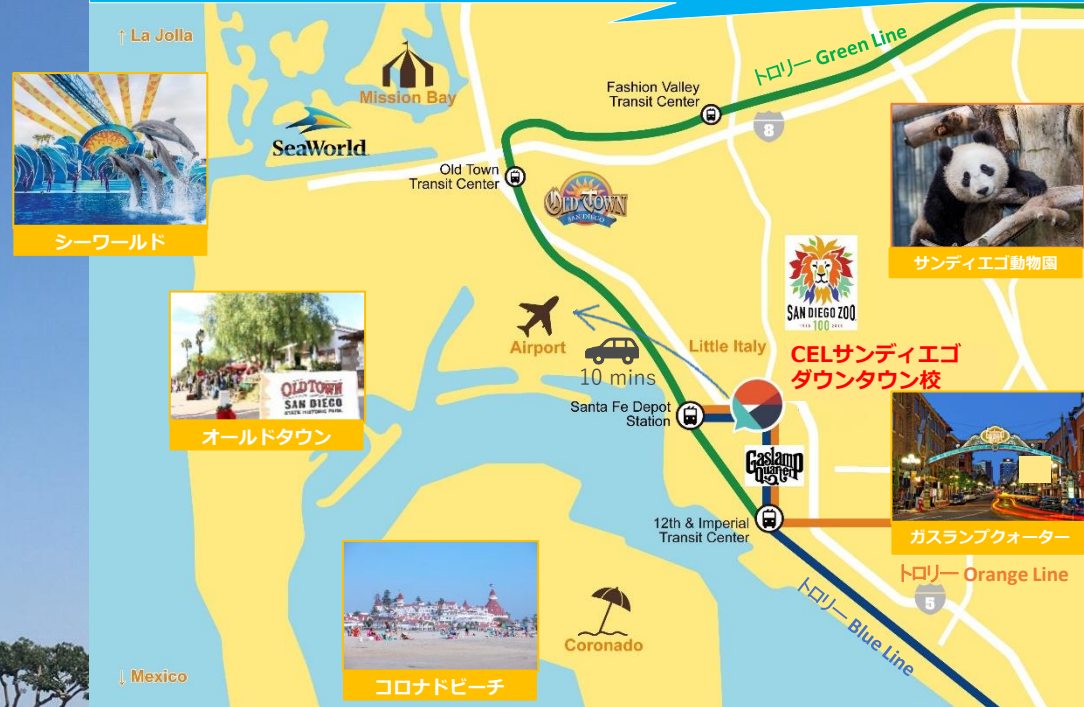 ↑ La Jolla
Mission Bay
SeaWorld
シーワールド
Fashion Valley
Transit Center
トロリー Green Line
8
Old Town
Transit Center
OLD TOWN
SAN DIEGO
サンディエゴ動物園
SAN DIEGO ZOO
1916 100 2016
OLD TOWN
SAN DIEGO
STATE HISTORIC PARK
オールドタウン
Airport
10 mins
Little Italy
CELサンディエゴ
ダウンタウン校
Santa Fe Depot
Station
Gaslamp
Quarter
12th & Imperial
Transit Center
ガスランプクォーター
トロリー Orange Line
5
トロリー Blue Line
Coronado
コロナドビーチ
↓ Mexico